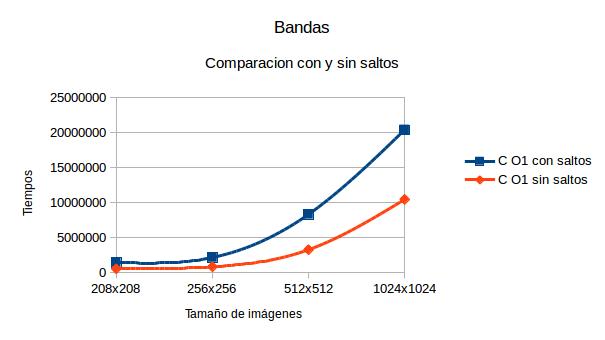 Bandas
Comparacion con y sin saltos
25000000
20000000
15000000
10000000
5000000
0
Tiempos
208x208 256x256 512x512 1024x1024
Tamaño de imágenes
C O1 con saltos
C O1 sin saltos